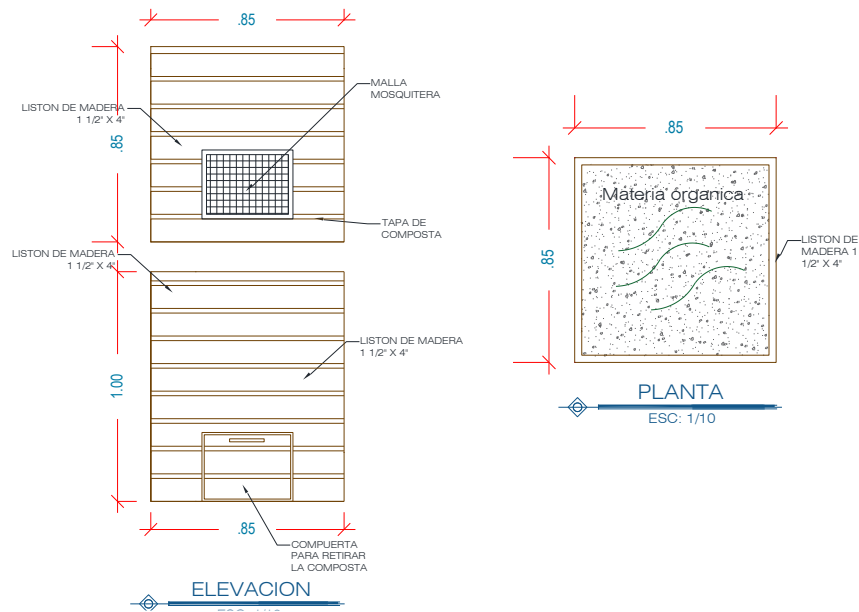 .85
MALLA
MOSQUITERA
LISTON DE MADERA
1 1/2" X 4"
.85
TAPA DE
COMPOSTA
LISTON DE MADERA
1 1/2" X 4"
LISTON DE MADERA
1 1/2" X 4"
1.00
.85
COMPUERTA
PARA RETIRAR
LA COMPOSTA
ELEVACION
.85
Materia organica
.85
LISTON DE
MADERA 1
1/2" X 4"
PLANTA
ESC: 1/10